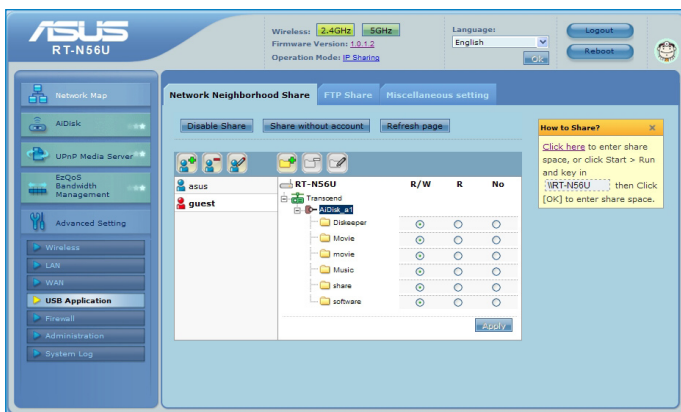 ASUS
RT-N56U
Wireless: 2.4GHz 5GHz
Firmware Version: 1.0.1.2
Operation Mode: IP Sharing
Language:
English
OK
Logout
Reboot
Network Map
AiDisk
UPnP Media Server
EzQoS
Bandwidth
Management
Advanced Setting
Wireless
LAN
WAN
USB Application
Firewall
Administration
System Log
Network Neighborhood Share
FTP Share
Miscellaneous setting
Disable Share
Share without account
Refresh page
asus
guest
RT-N56U R/W R No
Transcend
AiDisk_a1
Diskeeper
Movie
movie
Music
share
software
Apply
How to Share? X
Click here to enter share
space, or click Start > Run
and key in
\\RT-N56U then Click
[OK] to enter share space.